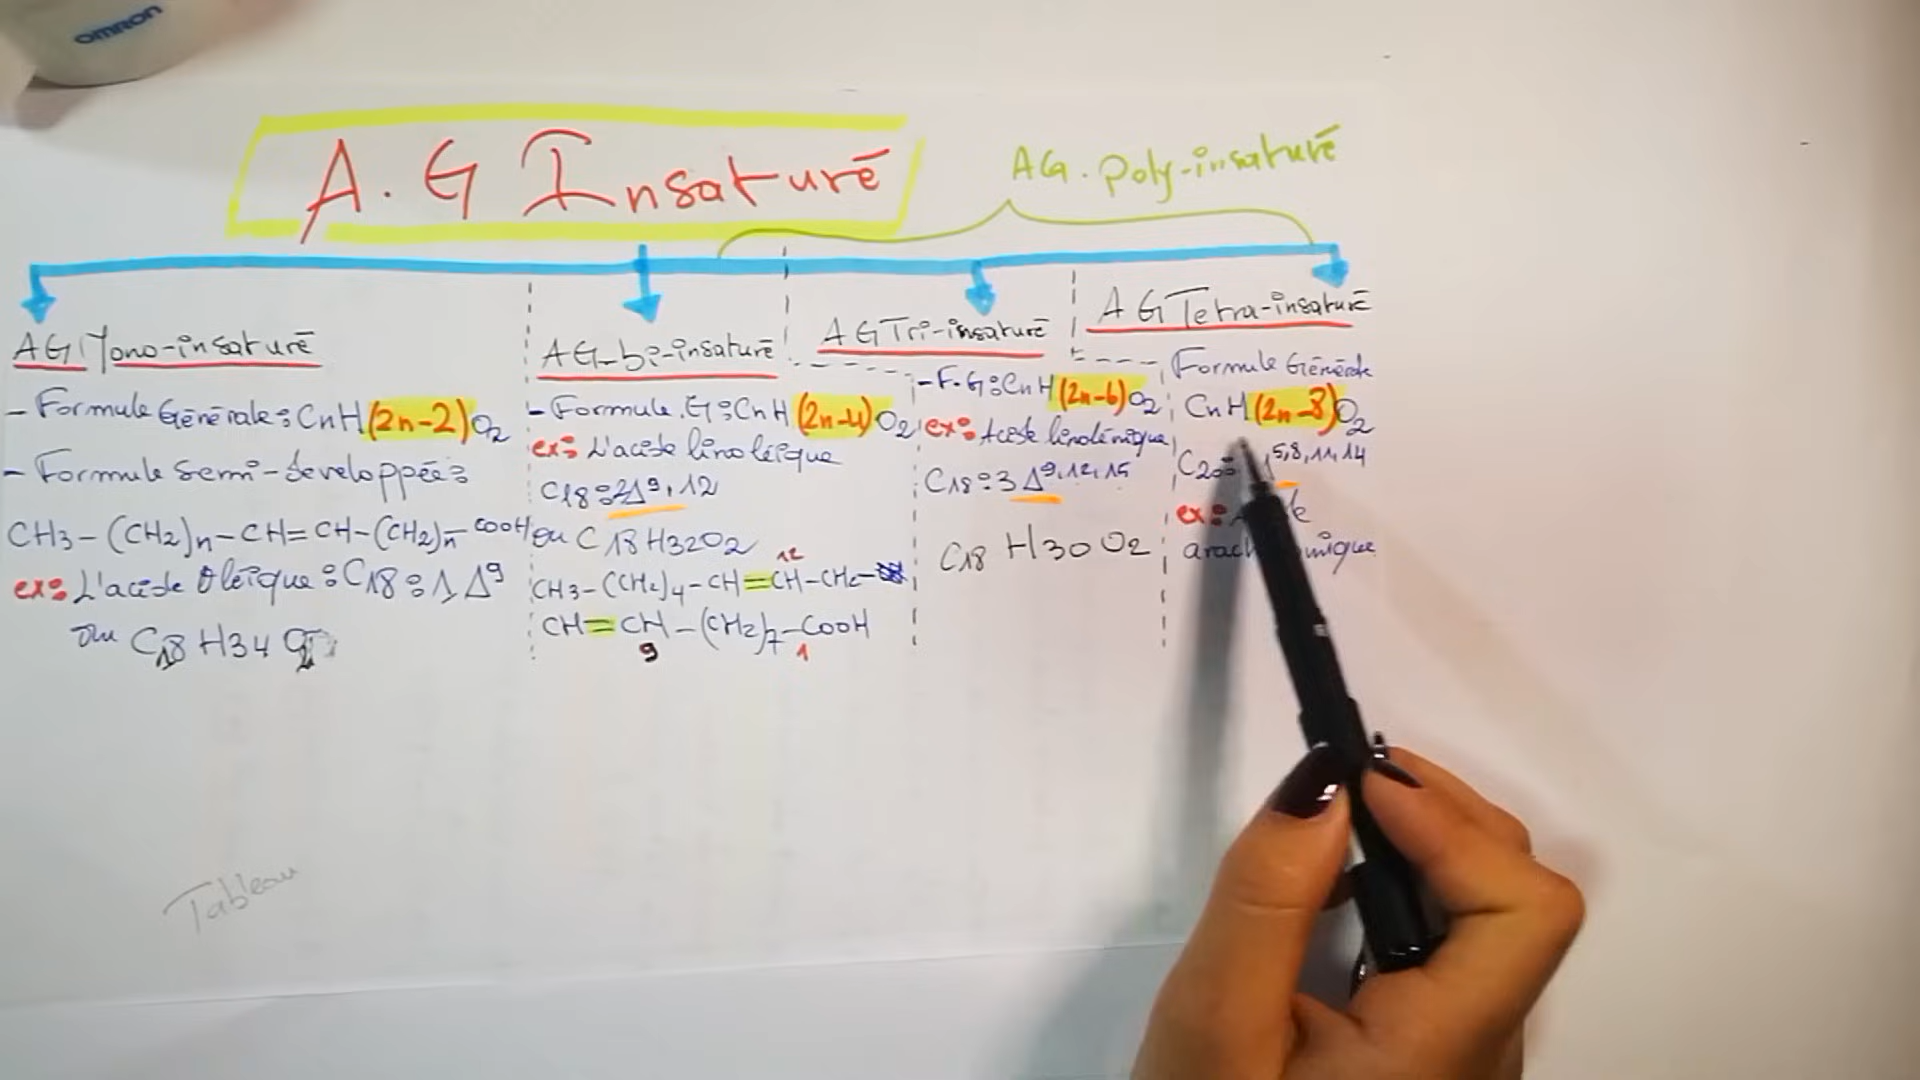 OMRON
A.G Insaturé
AG. Poly-insaturé
AG Mono-insaturé
- Formule Générale: CnH(2n-2)O2
- Formule Semi-developpée:
CH3-(CH2)n-CH=CH-(CH2)n-COOH
ex: L'acide Oleïque: C18:1, Δ9
ou C18 H34 O2
AG-bi-insaturé
- Formule.G: CnH(2n-4)O2
ex: L'acide linoléique
C18:2Δ9,12
ou C18H32O2
12
CH3-(CH2)4-CH=CH-CH2-
CH=CH-(CH2)7-COOH
9 1
AG Tri-insaturé
- F.G: CnH(2n-6)O2
ex: Acide linolénique
C18:3 Δ9,12,15
C18 H30 O2
AG Tetra-insaturé
Formule Générale
CnH(2n-8)O2
C20: 5,8,11,14
ex:
Tableau